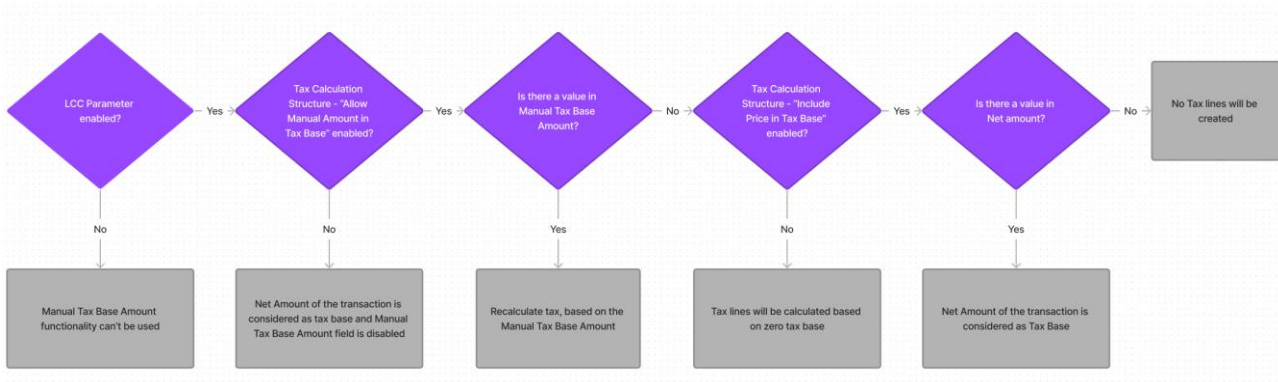 LCC Parameter
enabled?
Yes
Tax Calculation
Structure - "Allow
Manual Amount in
Tax Base" enabled?
Yes
Is there a value in
Manual Tax Base
Amount?
No
Tax Calculation
Structure - "Include
Price in Tax Base"
enabled?
Yes
Is there a value in
Net amount?
No
No Tax lines will be
created
No
No
Yes
No
Yes
Manual Tax Base Amount
functionality can't be used
Net Amount of the transaction is
considered as tax base and Manual
Tax Base Amount field is disabled
Recalculate tax, based on the
Manual Tax Base Amount
Tax lines will be calculated based
on zero tax base
Net Amount of the transaction is
considered as Tax Base